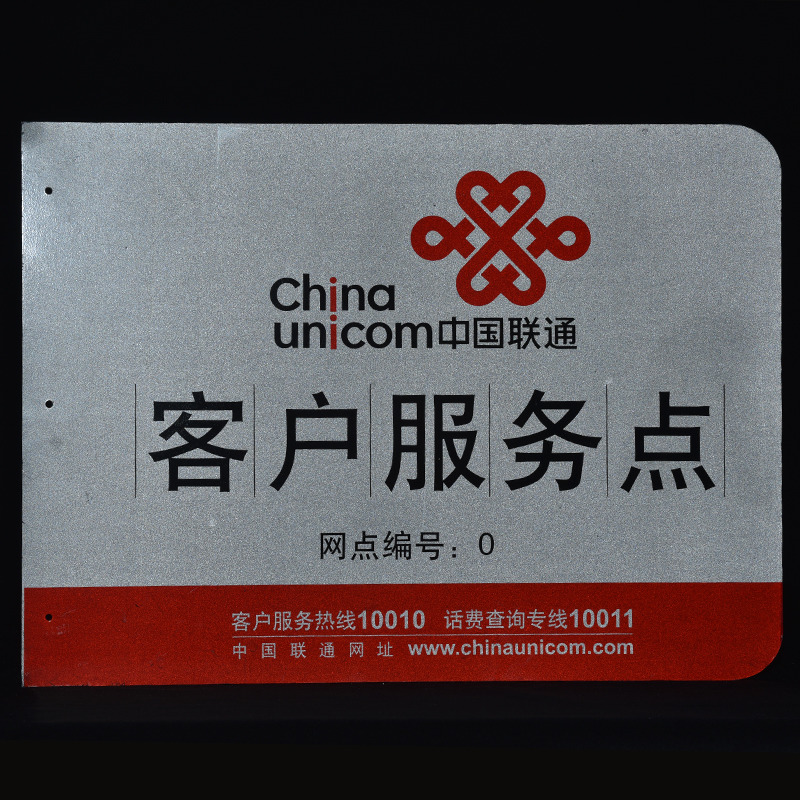 China
unicom中国联通
客户服务点
网点编号：0
客户服务热线10010 话费查询专线10011
中国联通网址 www.chinaunicom.com